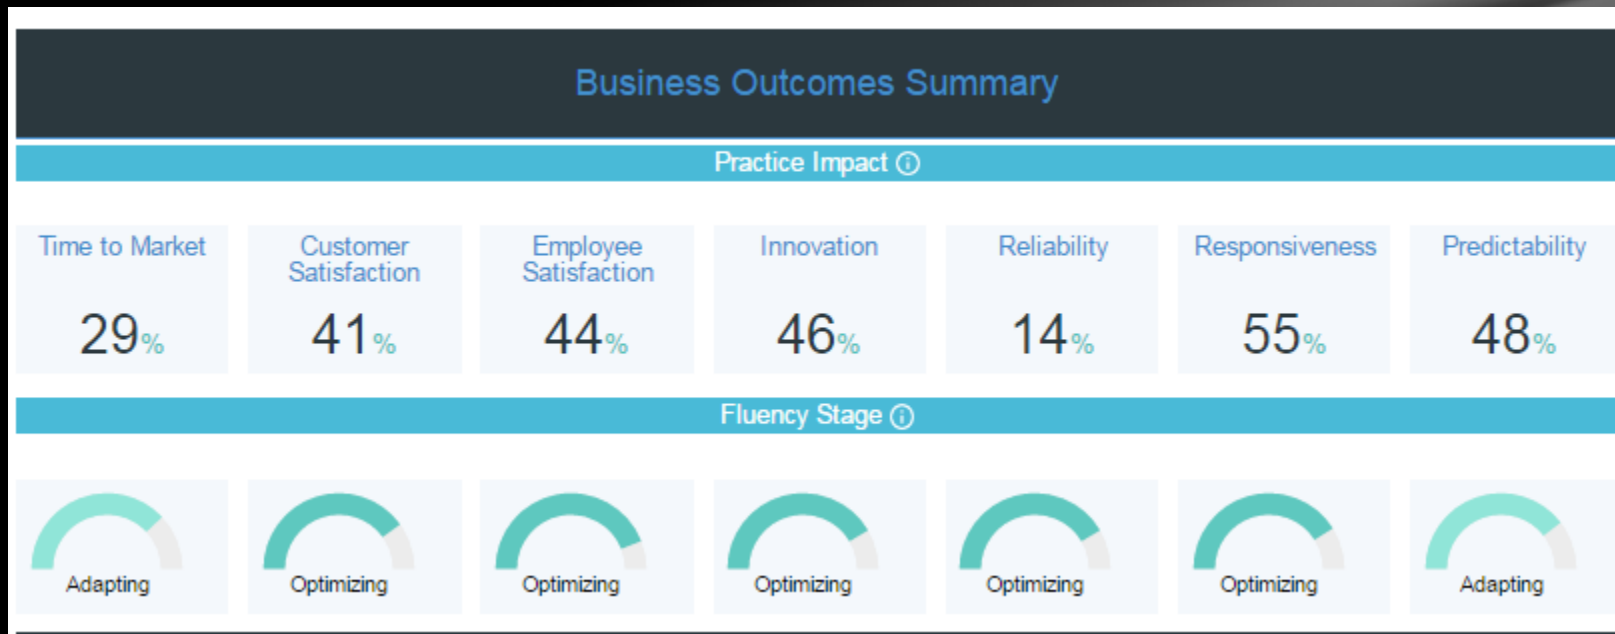 Business Outcomes Summary
Practice Impact
Time to Market
Customer
Satisfaction
Employee
Satisfaction
Innovation
Reliability
Responsiveness
Predictability
29%
41%
44%
46%
14%
55%
48%
Fluency Stage
Adapting
Optimizing
Optimizing
Optimizing
Optimizing
Optimizing
Adapting